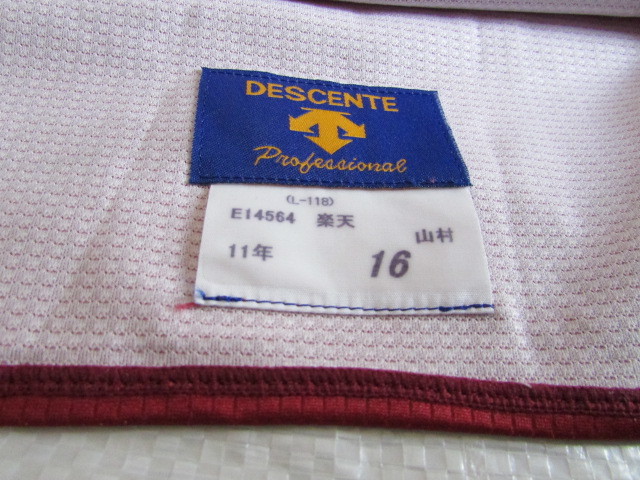 DESCENTE
Professional
(L-118)
E14564 楽天 山村
11年 16